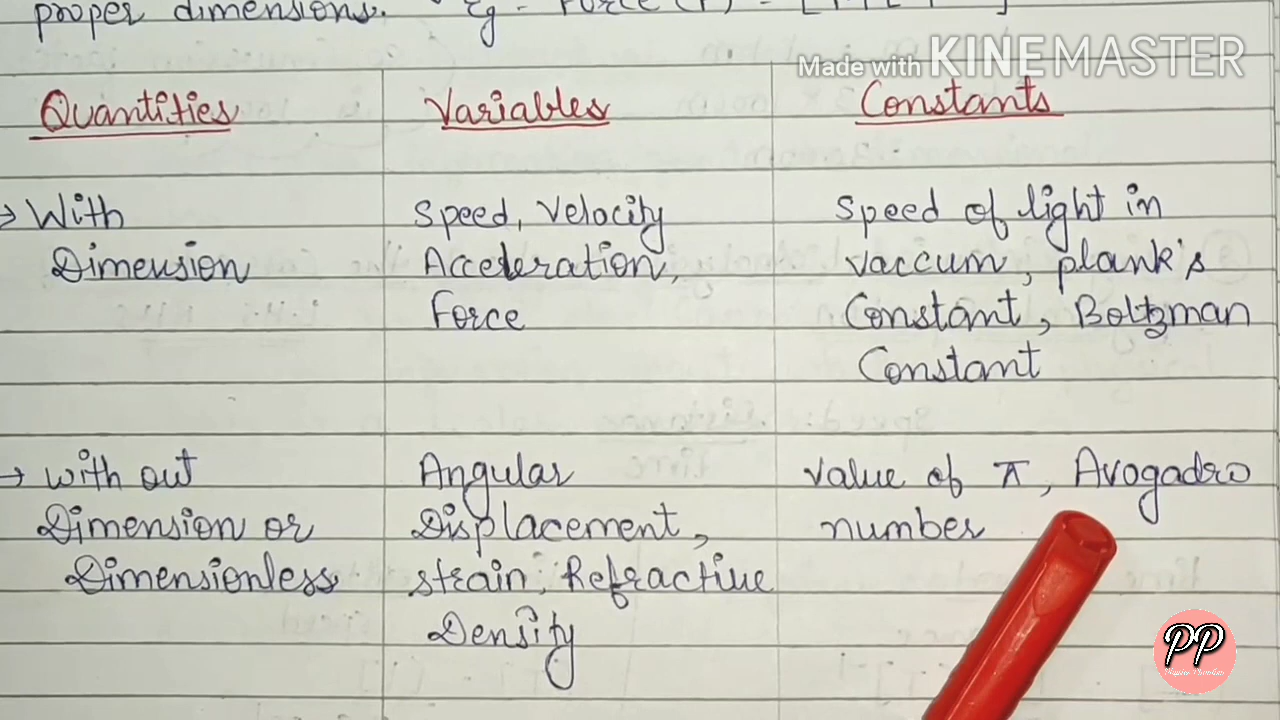 proper dimensions. Eg - Force (F) = [
Made with KINEMASTER
Quantities Variables Constants
→ With Speed, Velocity Speed of light in
Dimension Acceleration, vaccum, plank's
Force Constant, Boltzman
Constant
→ with out Angular value of π, Avogadro
Dimension or Displacement, number
Dimensionless strain, Refractive
Density
PP